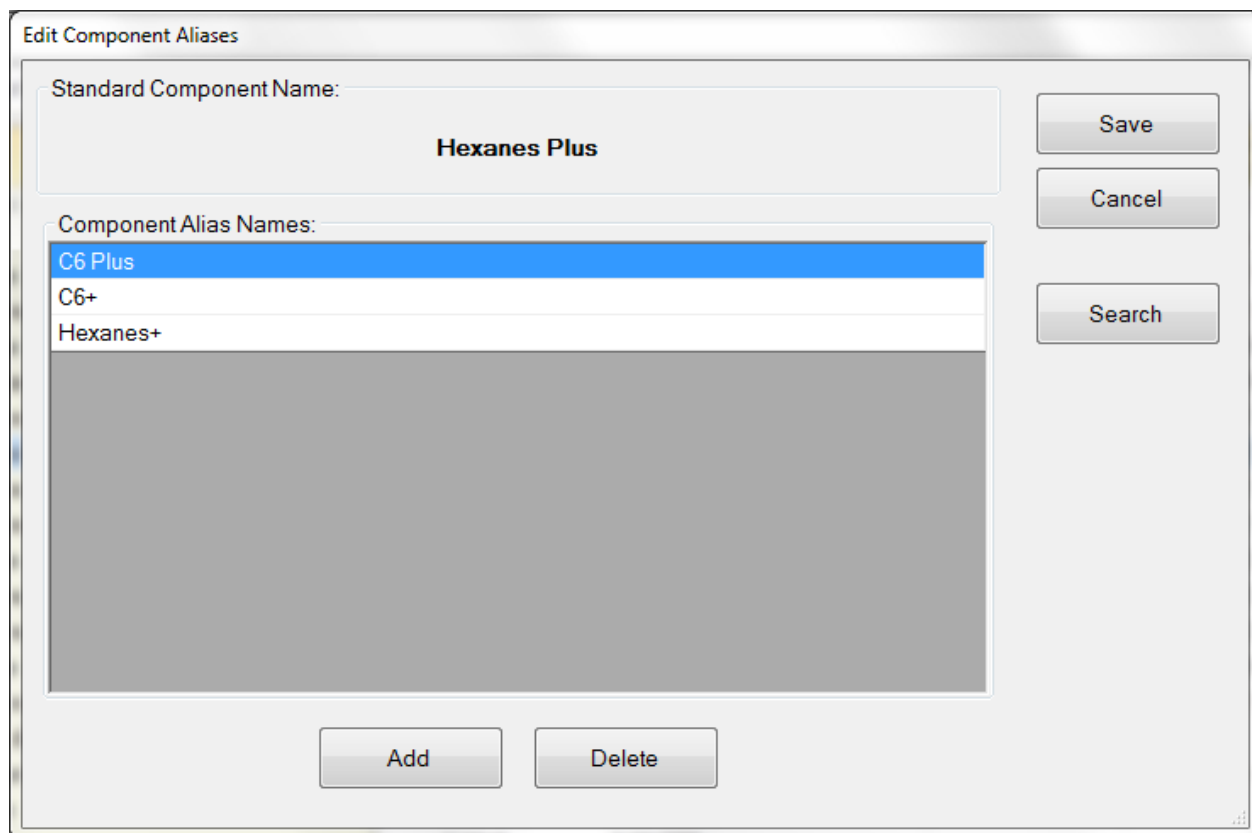 Edit Component Aliases
Standard Component Name:
Hexanes Plus
Save
Cancel
Component Alias Names:
C6 Plus
C6+
Hexanes+
Search
Add
Delete